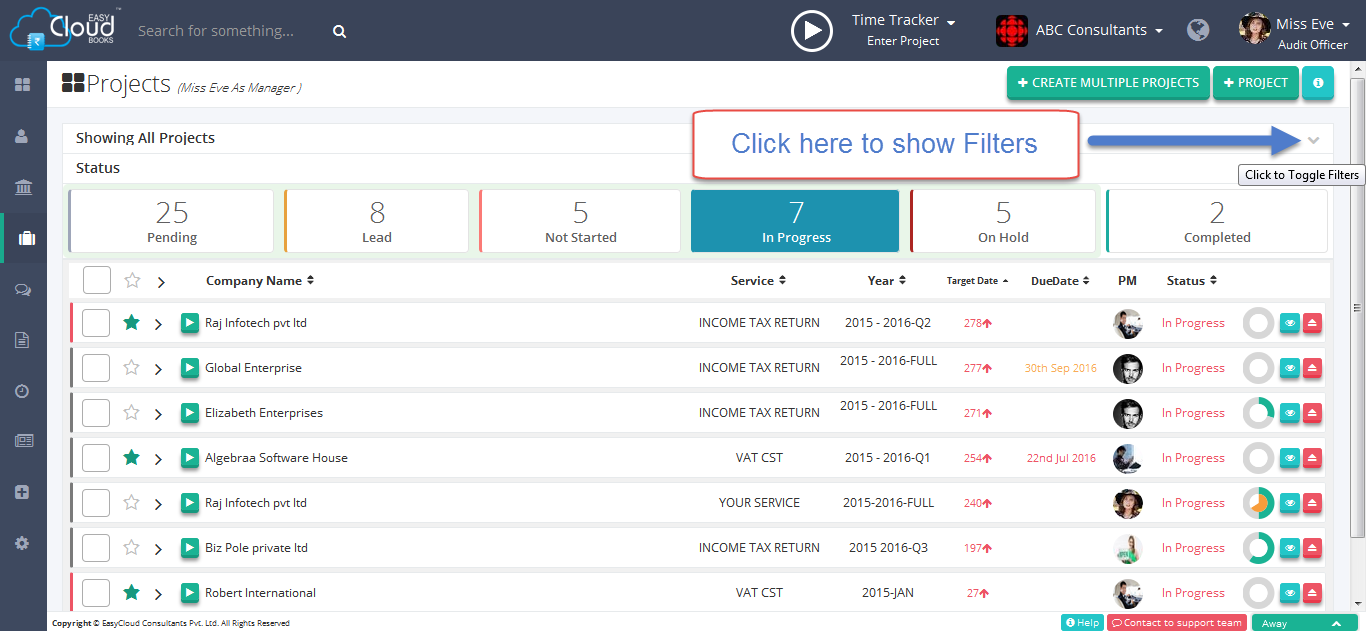 EASY
Cloud
BOOKS
™
Search for something...
Time Tracker
Enter Project
ABC Consultants
Miss Eve
Audit Officer
Projects (Miss Eve As Manager )
+ CREATE MULTIPLE PROJECTS
+ PROJECT
Showing All Projects
Click here to show Filters
Click to Toggle Filters
Status
25 8 5 7 5 2
Pending Lead Not Started In Progress On Hold Completed
Company Name Service Year Target Date DueDate PM Status
Raj Infotech pvt ltd INCOME TAX RETURN 2015 - 2016-Q2 278 In Progress
Global Enterprise INCOME TAX RETURN 2015 - 2016-FULL 277 30th Sep 2016 In Progress
Elizabeth Enterprises INCOME TAX RETURN 2015 - 2016-FULL 271 In Progress
Algebraa Software House VAT CST 2015 - 2016-Q1 254 22nd Jul 2016 In Progress
Raj Infotech pvt ltd YOUR SERVICE 2015-2016-FULL 240 In Progress
Biz Pole private ltd INCOME TAX RETURN 2015 2016-Q3 197 In Progress
Robert International VAT CST 2015-JAN 27 In Progress
Copyright © EasyCloud Consultants Pvt. Ltd. All Rights Reserved
Help
Contact to support team
Away